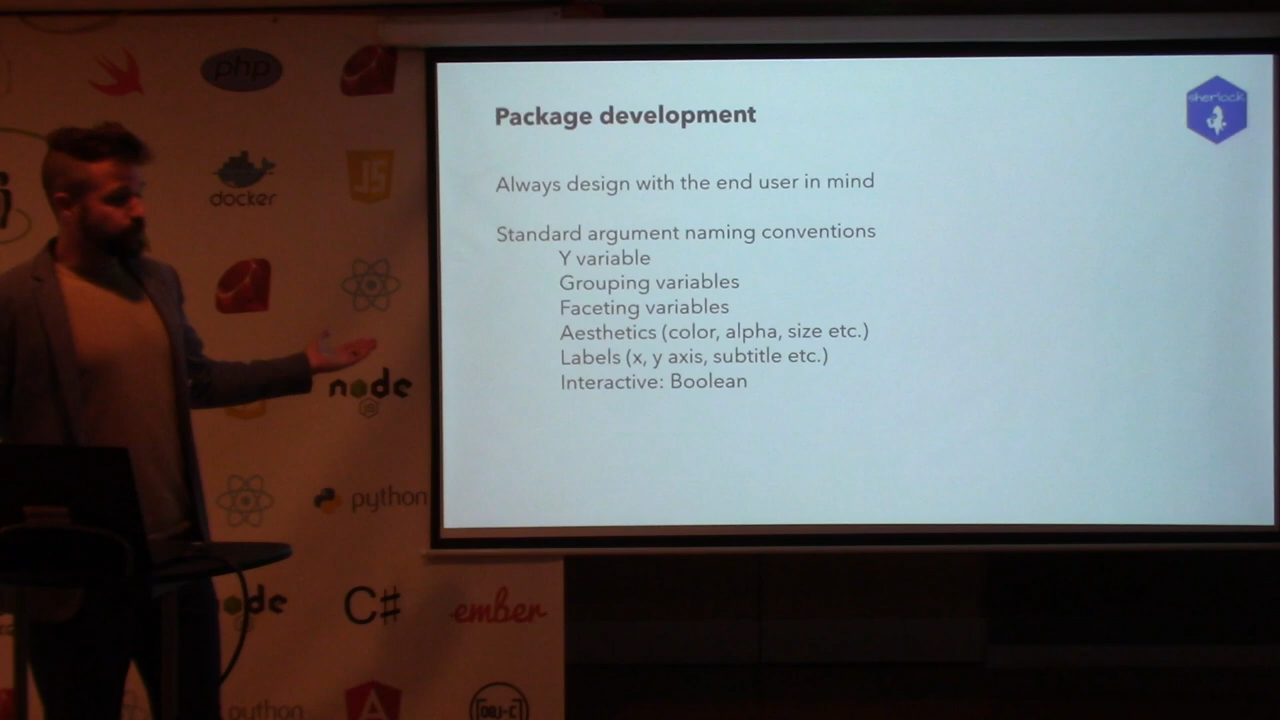 php
docker
JS
node
JS
python
node
C#
ember
python
[OBJ-C]
Package development
sherlock
Always design with the end user in mind
Standard argument naming conventions
Y variable
Grouping variables
Faceting variables
Aesthetics (color, alpha, size etc.)
Labels (x, y axis, subtitle etc.)
Interactive: Boolean